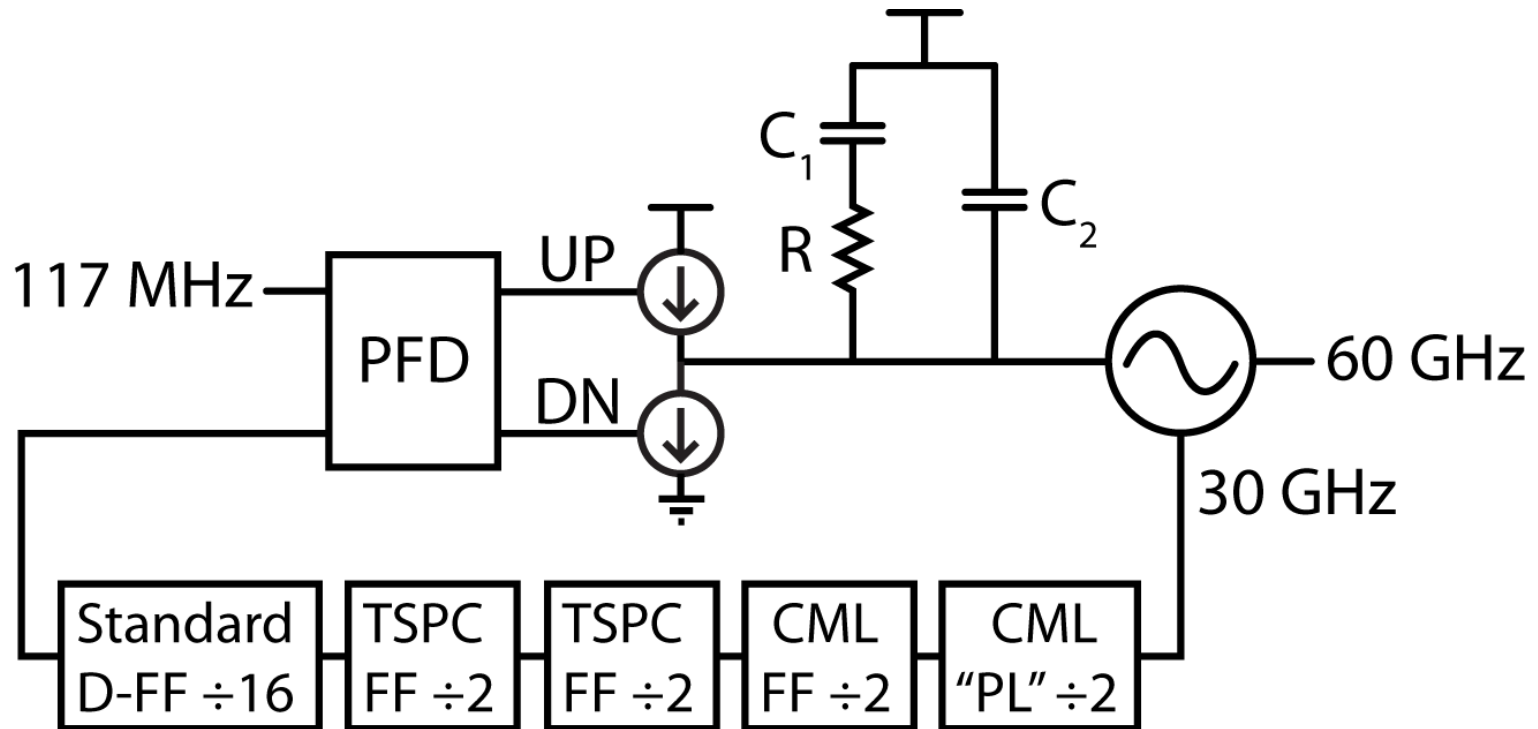 C1
C2
R
117 MHz
PFD
UP
DN
60 GHz
30 GHz
Standard
D-FF ÷16
TSPC
FF ÷2
TSPC
FF ÷2
CML
FF ÷2
CML
“PL” ÷2